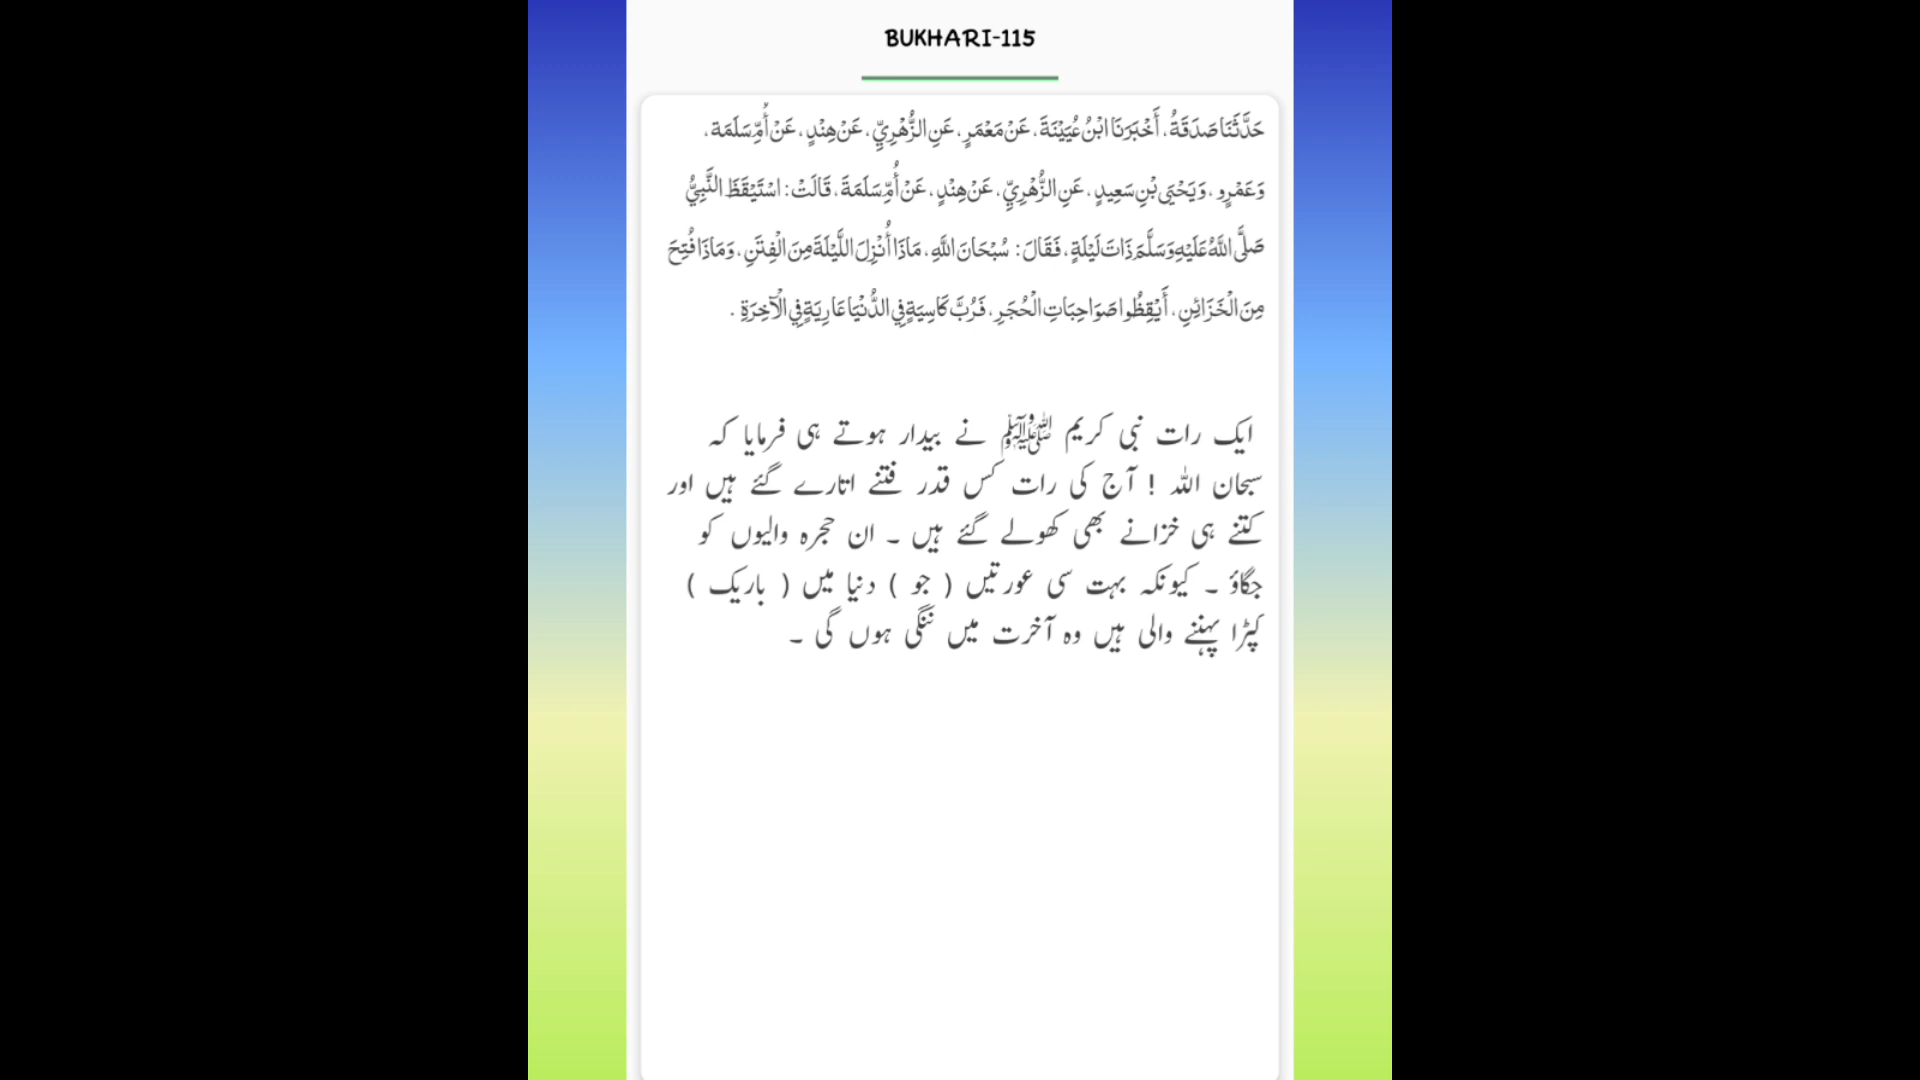 BUKHARI-115
حَدَّثَنَا صَدَقَةُ، أَخْبَرَنَا ابْنُ عُيَيْنَةَ، عَنْ مَعْمَرٍ، عَنِ الزُّهْرِيِّ، عَنْ هِنْدٍ، عَنْ أُمِّ سَلَمَة،
وَعَمْرٍو، وَيَحْيَى بْنِ سَعِيدٍ، عَنِ الزُّهْرِيِّ، عَنْ هِنْدٍ، عَنْ أُمِّ سَلَمَةَ، قَالَتْ: اسْتَيْقَظَ النَّبِيُّ
صَلَّى اللَّهُ عَلَيْهِ وَسَلَّمَ ذَاتَ لَيْلَةٍ، فَقَالَ: سُبْحَانَ اللَّهِ، مَاذَا أُنْزِلَ اللَّيْلَةَ مِنَ الْفِتَنِ، وَمَاذَا فُتِحَ
مِنَ الْخَزَائِنِ، أَيْقِظُوا صَوَاحِبَاتِ الْحُجَرِ، فَرُبَّ كَاسِيَةٍ فِي الدُّنْيَا عَارِيَةٍ فِي الْآخِرَةِ .
ایک رات نبی کریم ﷺ نے بیدار ہوتے ہی فرمایا کہ
سبحان اللہ ! آج کی رات کس قدر فتنے اتارے گئے ہیں اور
کتنے ہی خزانے بھی کھولے گئے ہیں ۔ ان حجرہ والیوں کو
جگاؤ ۔ کیونکہ بہت سی عورتیں ( جو ) دنیا میں ( باریک )
کپڑا پہننے والی ہیں وہ آخرت میں ننگی ہوں گی ۔